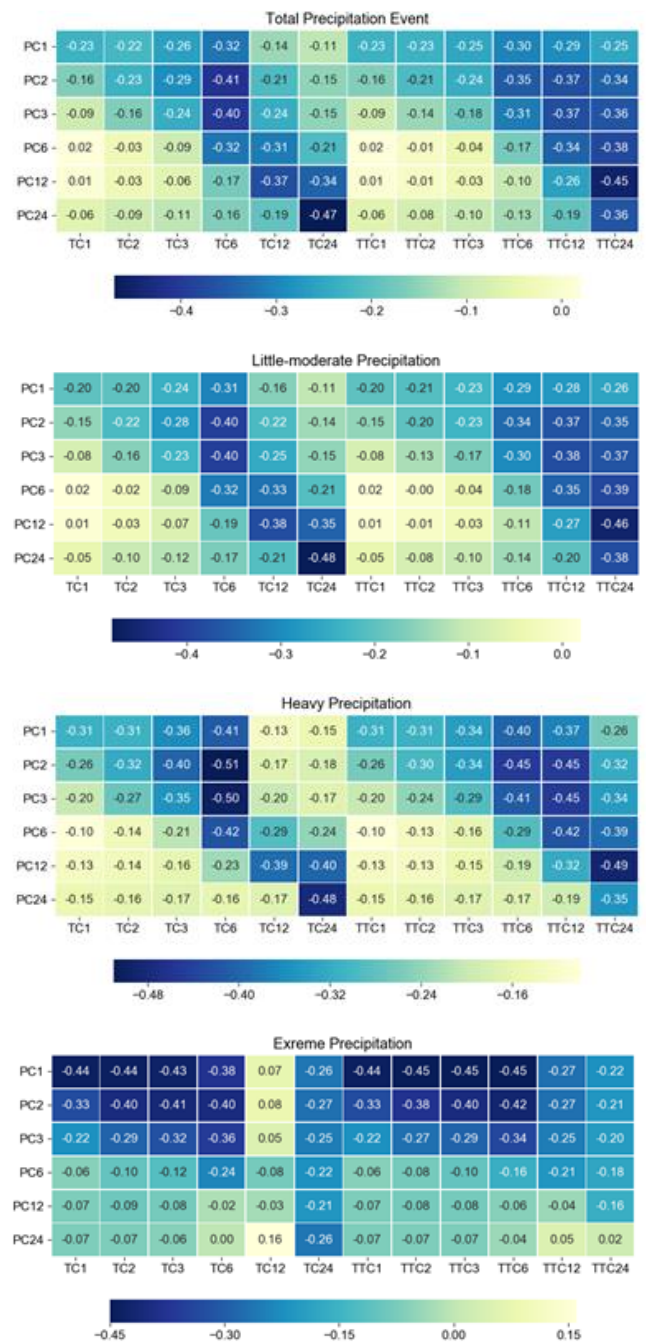 Total Precipitation Event
PC1 -0.23 -0.22 -0.26 -0.32 -0.14 -0.11 -0.23 -0.23 -0.25 -0.30 -0.29 -0.25
PC2 -0.16 -0.23 -0.29 -0.41 -0.21 -0.15 -0.16 -0.21 -0.24 -0.35 -0.37 -0.34
PC3 -0.09 -0.16 -0.24 -0.40 -0.24 -0.15 -0.09 -0.14 -0.18 -0.31 -0.37 -0.36
PC6 0.02 -0.03 -0.09 -0.32 -0.31 -0.21 0.02 -0.01 -0.04 -0.17 -0.34 -0.38
PC12 0.01 -0.03 -0.06 -0.17 -0.37 -0.34 0.01 -0.01 -0.03 -0.10 -0.26 -0.45
PC24 -0.06 -0.09 -0.11 -0.16 -0.19 -0.47 -0.06 -0.08 -0.10 -0.13 -0.19 -0.36
TC1 TC2 TC3 TC6 TC12 TC24 TTC1 TTC2 TTC3 TTC6 TTC12 TTC24
−0.4 −0.3 −0.2 −0.1 0.0
Little-moderate Precipitation
PC1 -0.20 -0.20 -0.24 -0.31 -0.16 -0.11 -0.20 -0.21 -0.23 -0.29 -0.28 -0.26
PC2 -0.15 -0.22 -0.28 -0.40 -0.22 -0.14 -0.15 -0.20 -0.23 -0.34 -0.37 -0.35
PC3 -0.08 -0.16 -0.23 -0.40 -0.25 -0.15 -0.08 -0.13 -0.17 -0.30 -0.38 -0.37
PC6 0.02 -0.02 -0.09 -0.32 -0.33 -0.21 0.02 -0.00 -0.04 -0.18 -0.35 -0.39
PC12 0.01 -0.03 -0.07 -0.19 -0.38 -0.35 0.01 -0.01 -0.03 -0.11 -0.27 -0.46
PC24 -0.05 -0.10 -0.12 -0.17 -0.21 -0.48 -0.05 -0.08 -0.10 -0.14 -0.20 -0.38
TC1 TC2 TC3 TC6 TC12 TC24 TTC1 TTC2 TTC3 TTC6 TTC12 TTC24
−0.4 −0.3 −0.2 −0.1 0.0
Heavy Precipitation
PC1 -0.31 -0.31 -0.36 -0.41 -0.13 -0.15 -0.31 -0.31 -0.34 -0.40 -0.37 -0.26
PC2 -0.26 -0.32 -0.40 -0.51 -0.17 -0.18 -0.26 -0.30 -0.34 -0.45 -0.45 -0.32
PC3 -0.20 -0.27 -0.35 -0.50 -0.20 -0.17 -0.20 -0.24 -0.29 -0.41 -0.45 -0.34
PC6 -0.10 -0.14 -0.21 -0.42 -0.29 -0.24 -0.10 -0.13 -0.16 -0.29 -0.42 -0.39
PC12 -0.13 -0.14 -0.16 -0.23 -0.39 -0.40 -0.13 -0.13 -0.15 -0.19 -0.32 -0.49
PC24 -0.15 -0.16 -0.17 -0.16 -0.17 -0.48 -0.15 -0.16 -0.17 -0.17 -0.19 -0.35
TC1 TC2 TC3 TC6 TC12 TC24 TTC1 TTC2 TTC3 TTC6 TTC12 TTC24
−0.48 −0.40 −0.32 −0.24 −0.16
Exreme Precipitation
PC1 -0.44 -0.44 -0.43 -0.38 0.07 -0.26 -0.44 -0.45 -0.45 -0.45 -0.27 -0.22
PC2 -0.33 -0.40 -0.41 -0.40 0.08 -0.27 -0.33 -0.38 -0.40 -0.42 -0.27 -0.21
PC3 -0.22 -0.29 -0.32 -0.36 0.05 -0.25 -0.22 -0.27 -0.29 -0.34 -0.25 -0.20
PC6 -0.06 -0.10 -0.12 -0.24 -0.08 -0.22 -0.06 -0.08 -0.10 -0.16 -0.21 -0.18
PC12 -0.07 -0.09 -0.08 -0.02 -0.03 -0.21 -0.07 -0.08 -0.08 -0.06 -0.04 -0.16
PC24 -0.07 -0.07 -0.06 0.00 0.16 -0.26 -0.07 -0.07 -0.07 -0.04 0.05 0.02
TC1 TC2 TC3 TC6 TC12 TC24 TTC1 TTC2 TTC3 TTC6 TTC12 TTC24
−0.45 −0.30 −0.15 0.00 0.15